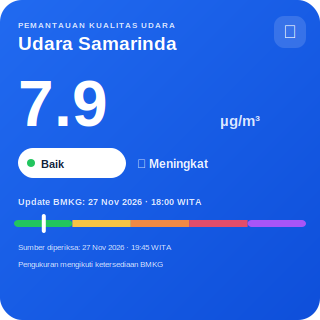 PEMANTAUAN KUALITAS UDARA
Udara Samarinda
7.9
µg/m³
Baik
Meningkat
Update BMKG: 27 Nov 2026 · 18:00 WITA
Sumber diperiksa: 27 Nov 2026 · 19:45 WITA
Pengukuran mengikuti ketersediaan BMKG